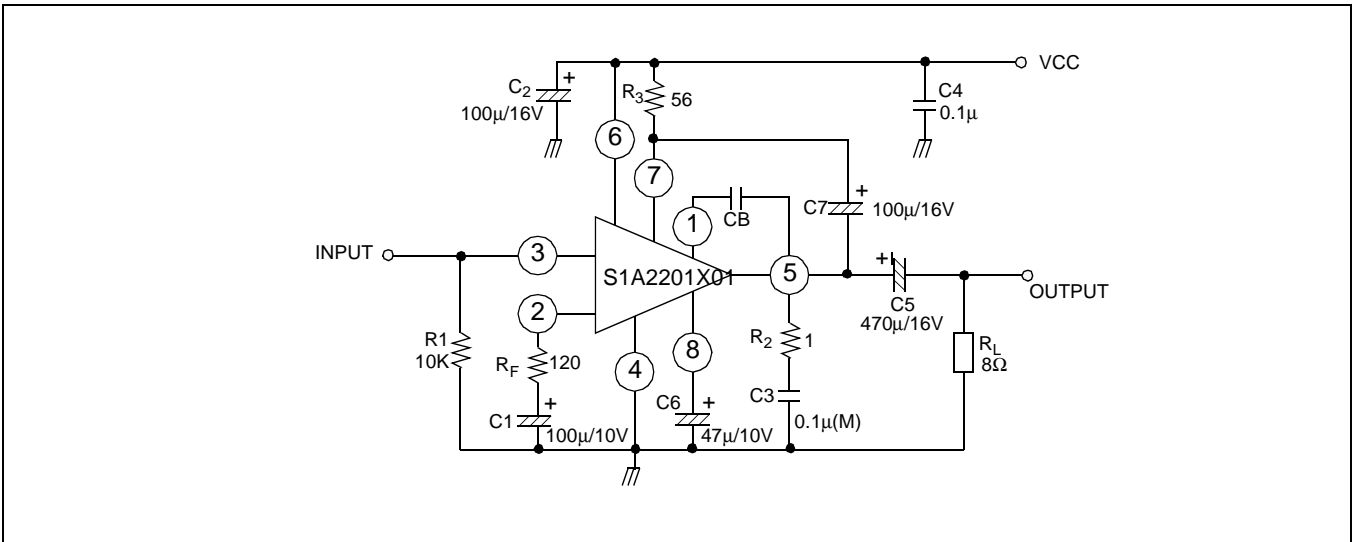 VCC
C2
+
100µ/16V
R3
56
C4
0.1µ
6
7
1
CB
+
C7
100µ/16V
INPUT
3
S1A2201X01
5
+
C5
470µ/16V
OUTPUT
2
R1
10K
RF
120
4
8
R2
1
RL
8Ω
C1
+
100µ/10V
C6
+
47µ/10V
C3
0.1µ(M)